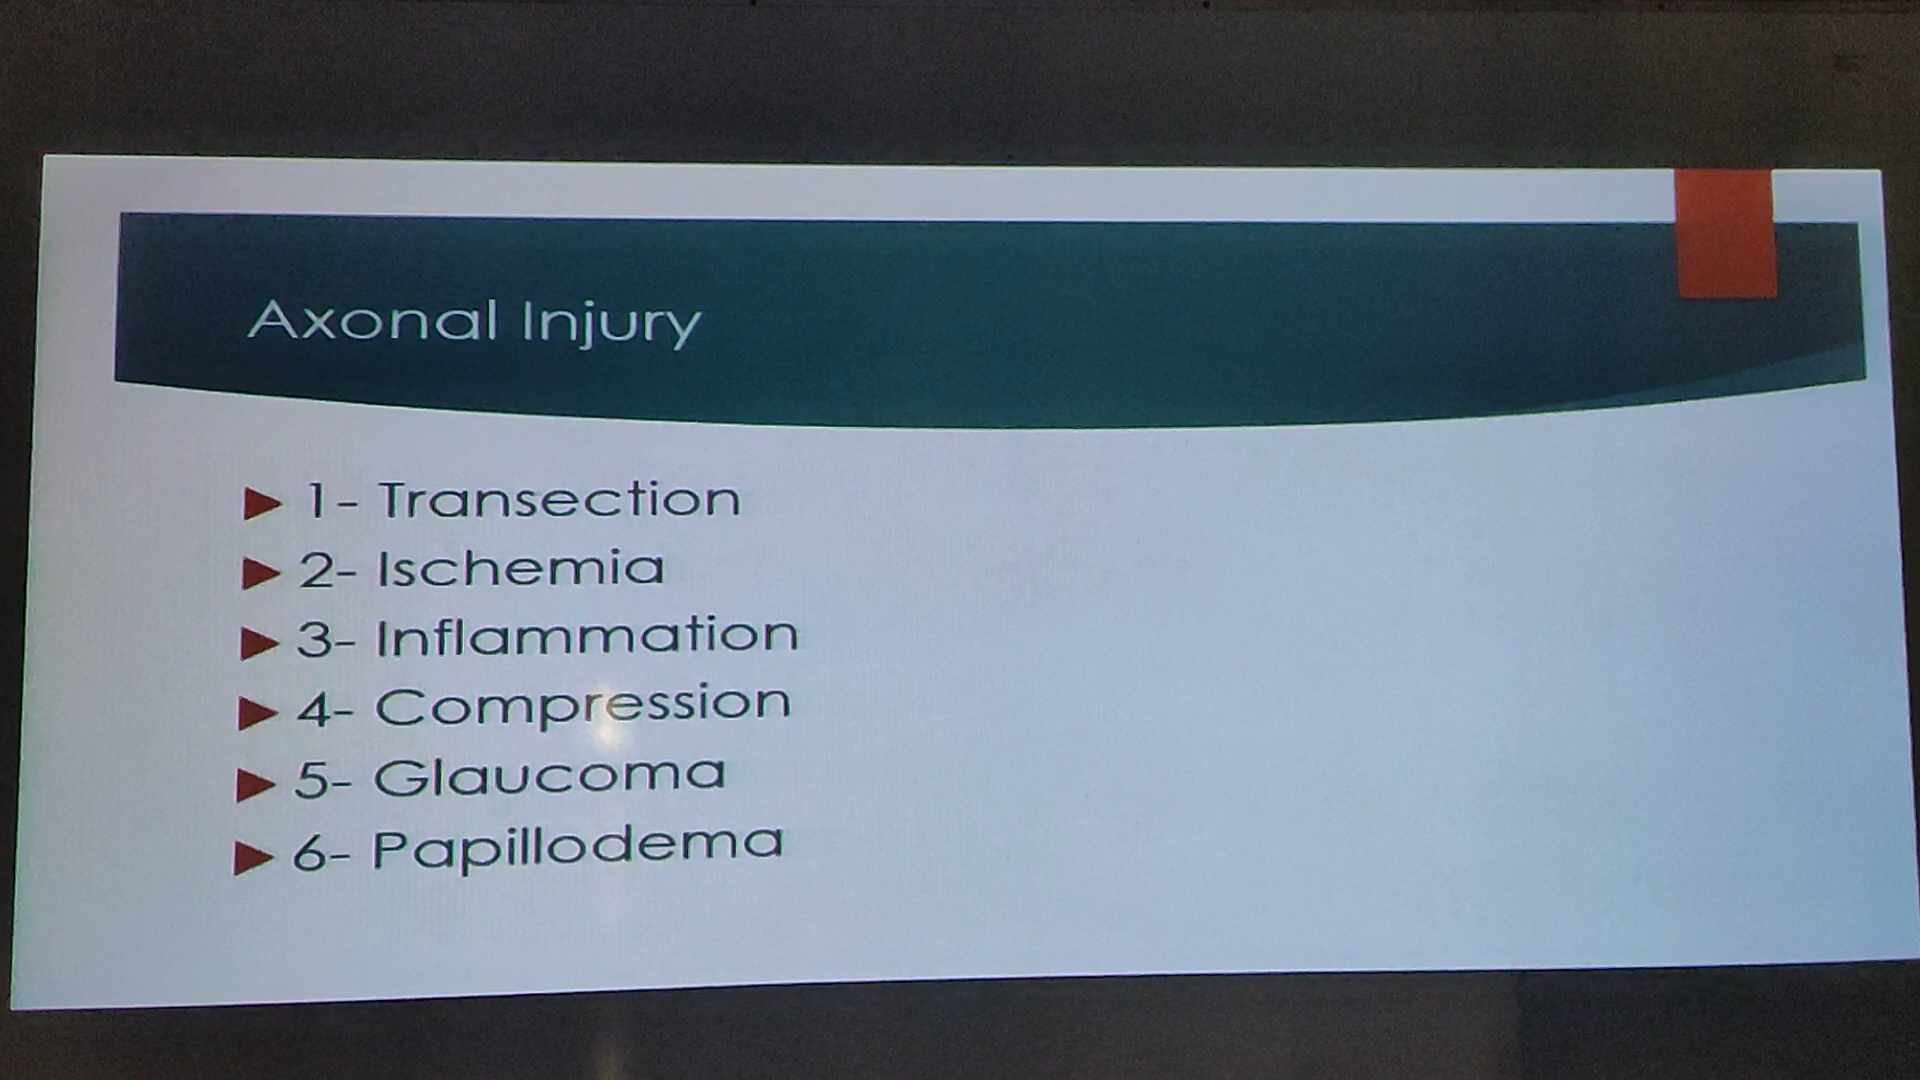 Axonal Injury
1- Transection
2- Ischemia
3- Inflammation
4- Compression
5- Glaucoma
6- Papillodema